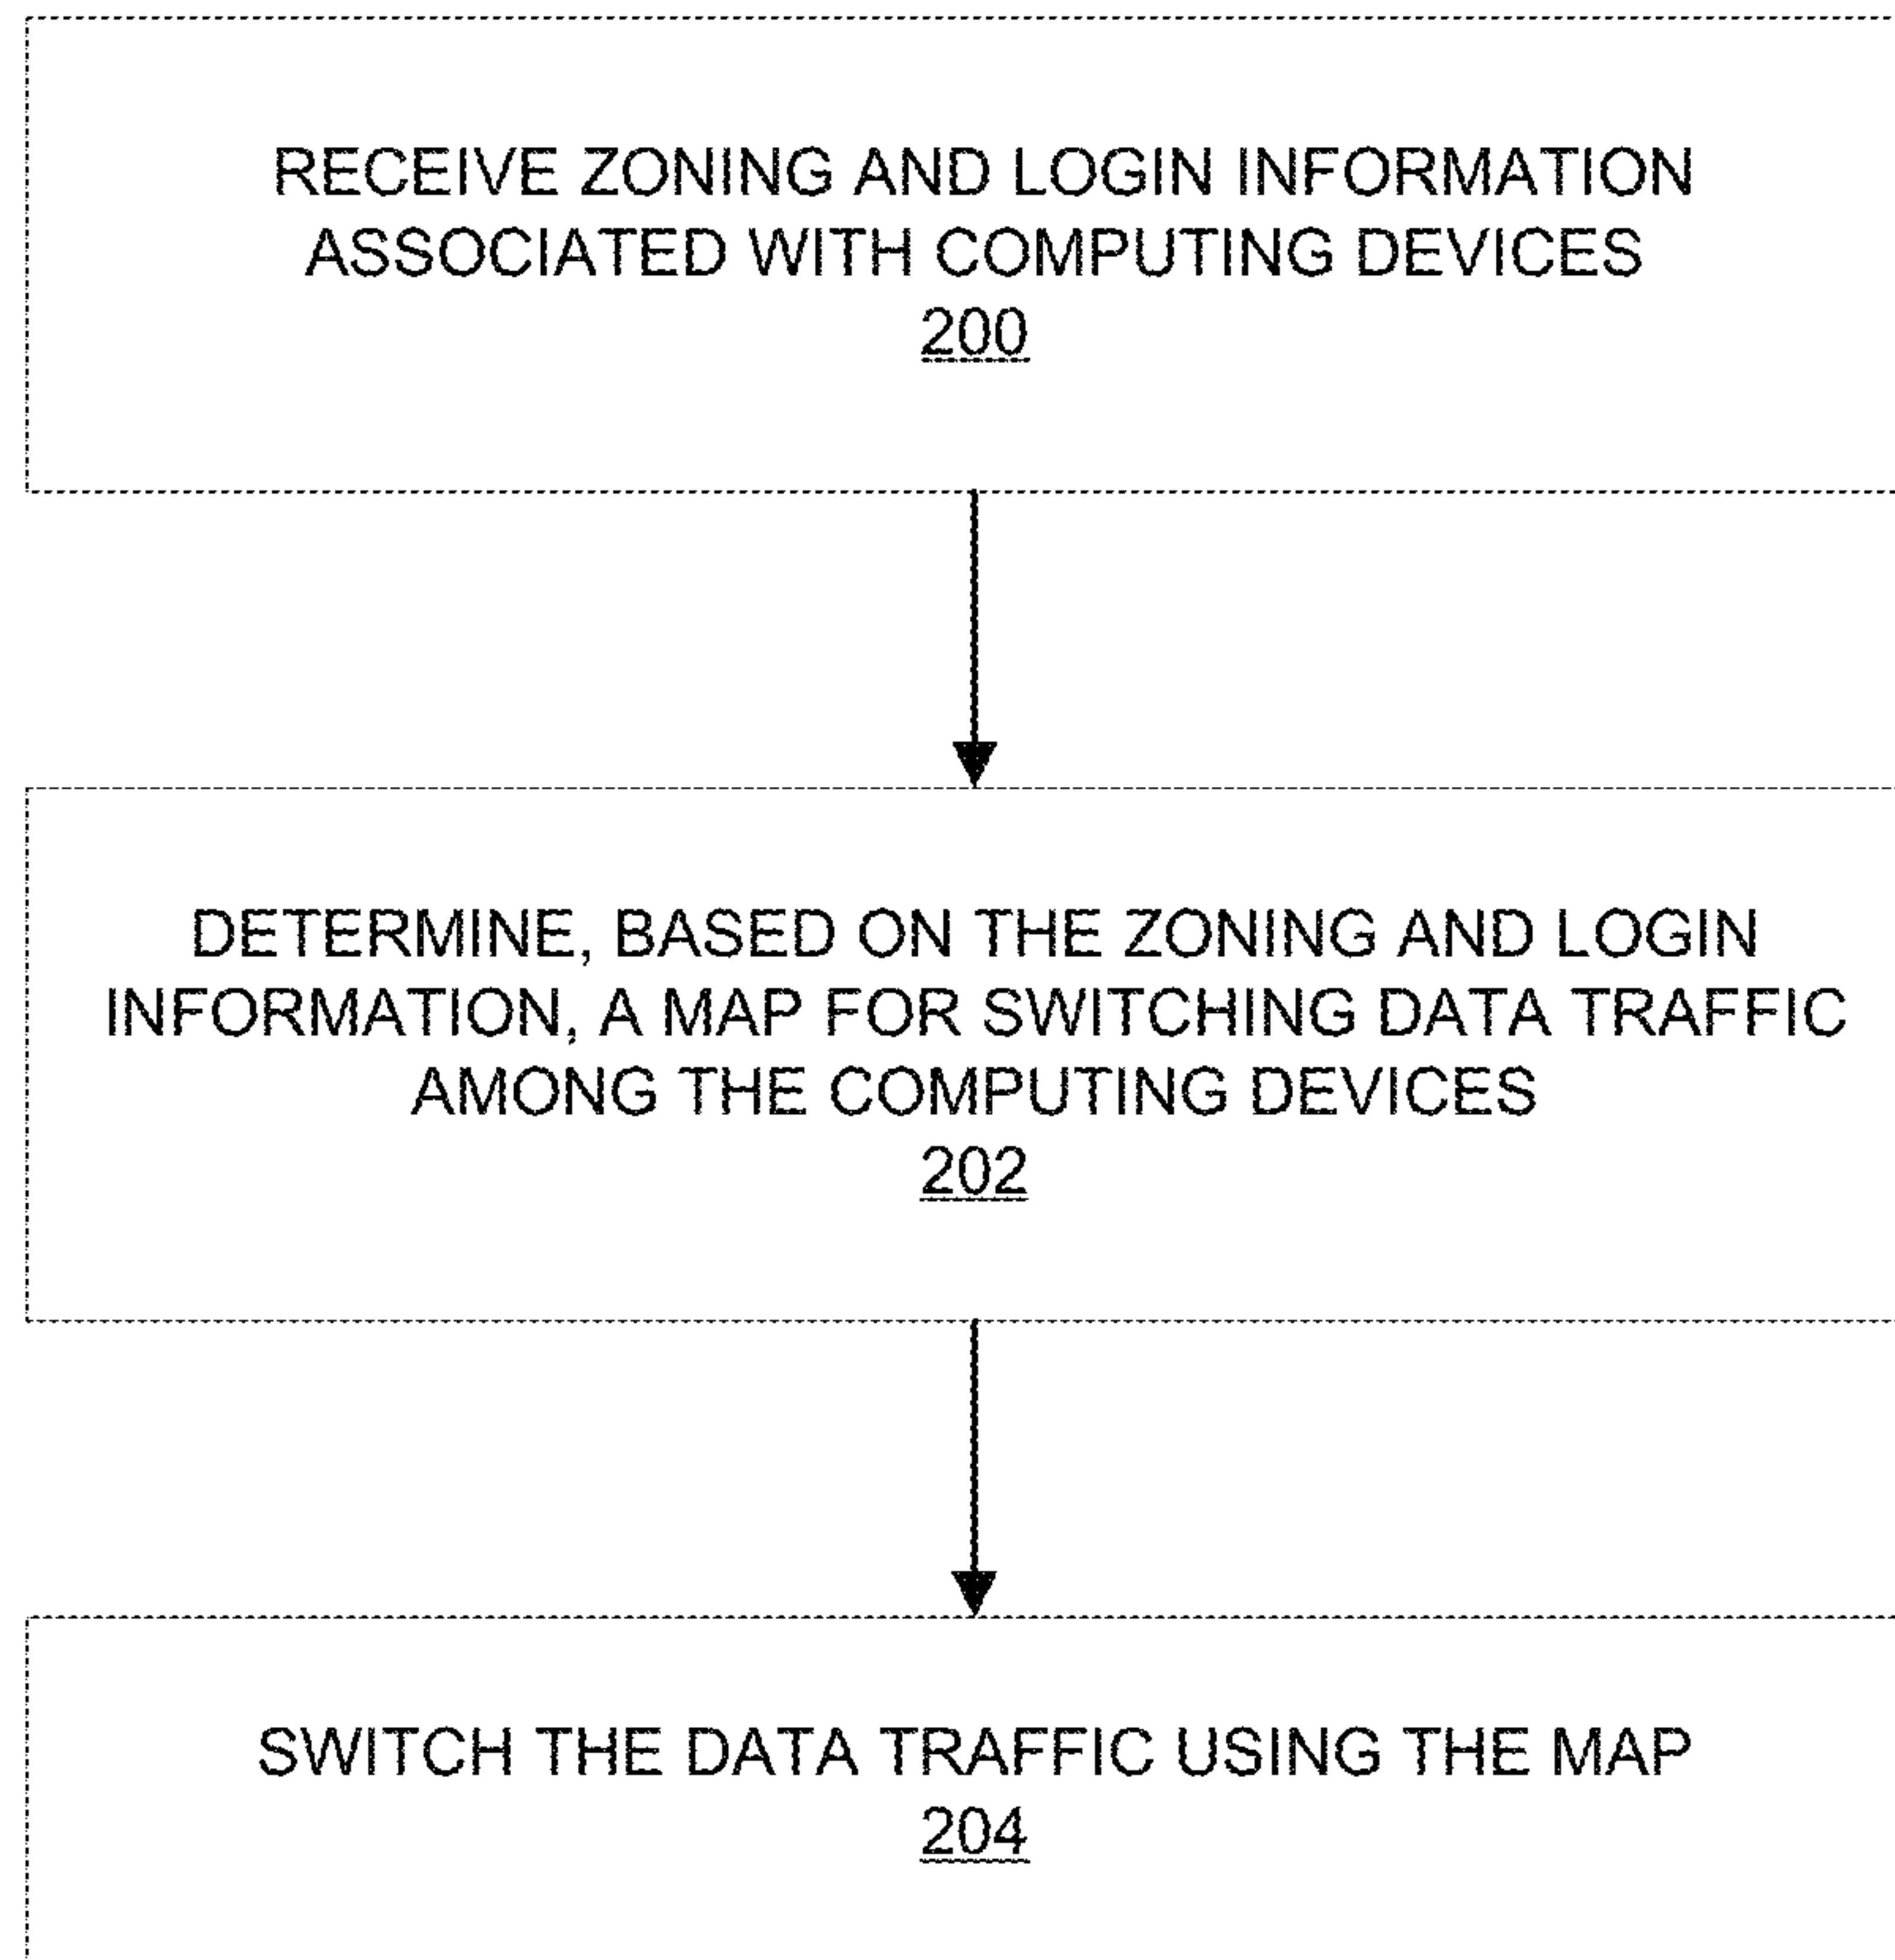 RECEIVE ZONING AND LOGIN INFORMATION
ASSOCIATED WITH COMPUTING DEVICES
200
DETERMINE, BASED ON THE ZONING AND LOGIN
INFORMATION, A MAP FOR SWITCHING DATA TRAFFIC
AMONG THE COMPUTING DEVICES
202
SWITCH THE DATA TRAFFIC USING THE MAP
204